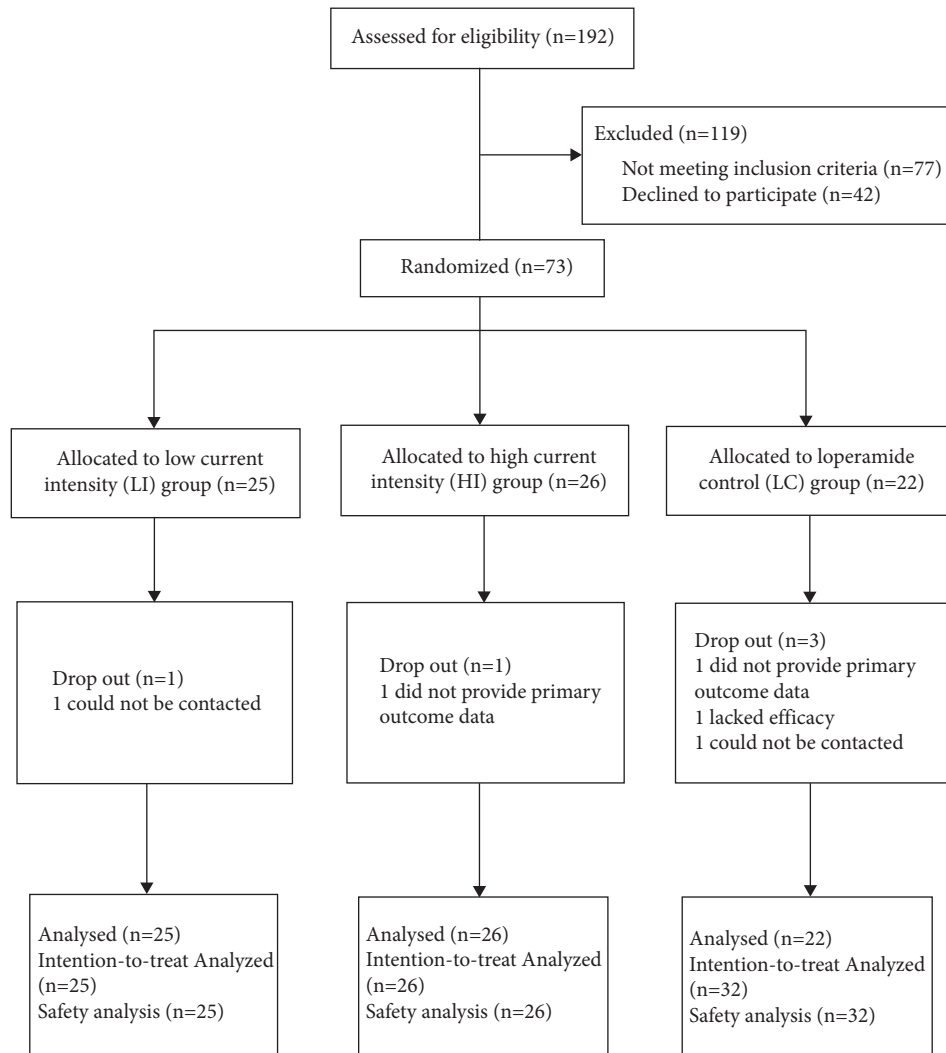 Assessed for eligibility (n=192)
Excluded (n=119)
Not meeting inclusion criteria (n=77)
Declined to participate (n=42)
Randomized (n=73)
Allocated to low current
intensity (LI) group (n=25)
Allocated to high current
intensity (HI) group (n=26)
Allocated to loperamide
control (LC) group (n=22)
Drop out (n=1)
1 could not be contacted
Drop out (n=1)
1 did not provide primary
outcome data
Drop out (n=3)
1 did not provide primary
outcome data
1 lacked efficacy
1 could not be contacted
Analysed (n=25)
Intention-to-treat Analyzed
(n=25)
Safety analysis (n=25)
Analysed (n=26)
Intention-to-treat Analyzed
(n=26)
Safety analysis (n=26)
Analysed (n=22)
Intention-to-treat Analyzed
(n=32)
Safety analysis (n=32)